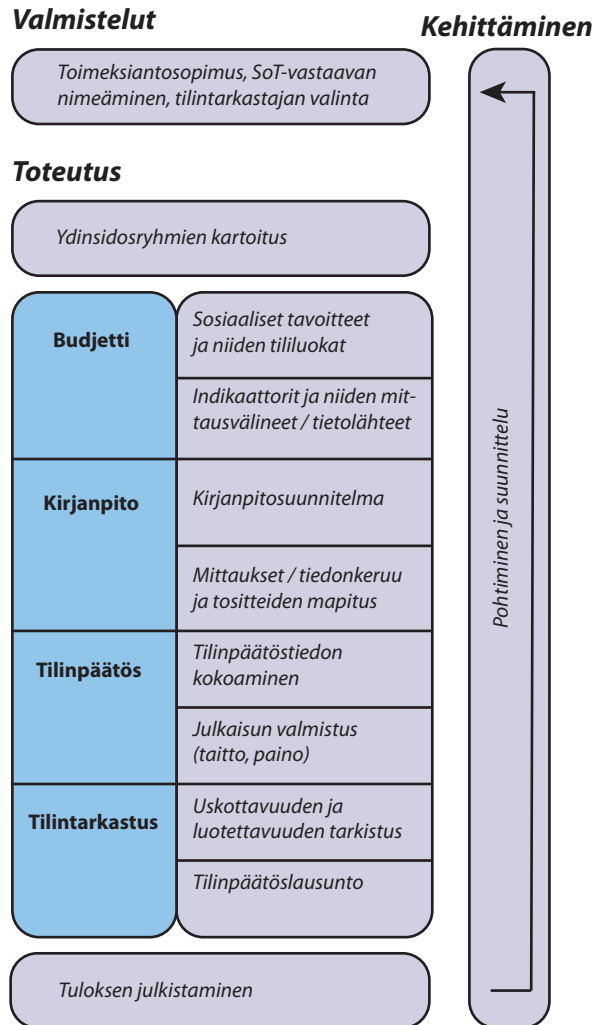 Valmistelut
Toimeksiantosopimus, SoT-vastaavan
nimeäminen, tilintarkastajan valinta
Toteutus
Ydinsidosryhmien kartoitus
Budjetti
Sosiaaliset tavoitteet
ja niiden tililuokat
Indikaattorit ja niiden mit-
tausvälineet / tietolähteet
Kirjanpito
Kirjanpitosuunnitelma
Mittaukset / tiedonkeruu
ja tositteiden mapitus
Tilinpäätös
Tilinpäätöstiedon
kokoaminen
Julkaisun valmistus
(taitto, paino)
Tilintarkastus
Uskottavuuden ja
luotettavuuden tarkistus
Tilinpäätöslausunto
Tuloksen julkistaminen
Kehittäminen
Pohtiminen ja suunnittelu